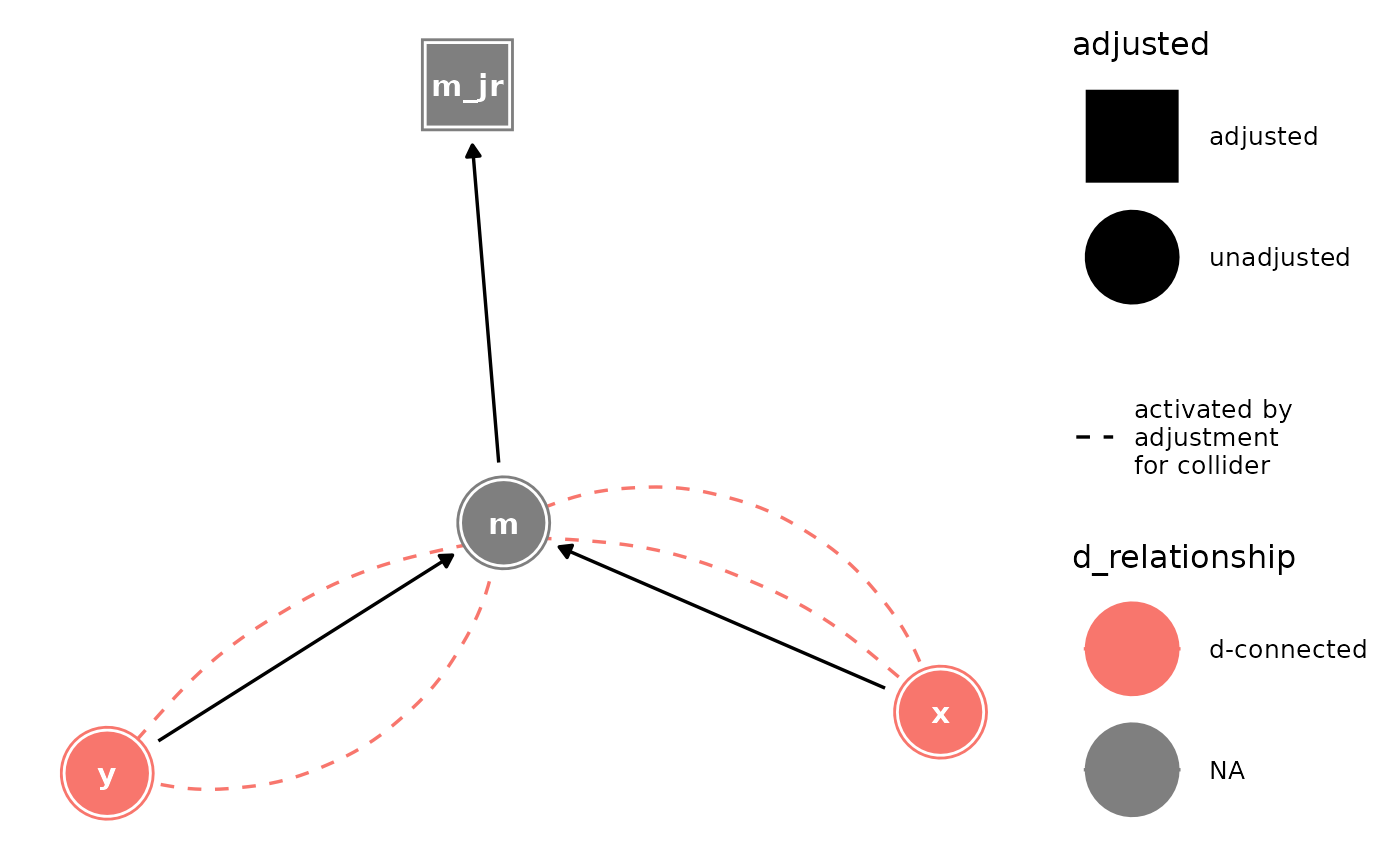 m_jr
m
y
x
adjusted
adjusted
unadjusted
activated by
adjustment
for collider
d_relationship
d-connected
NA